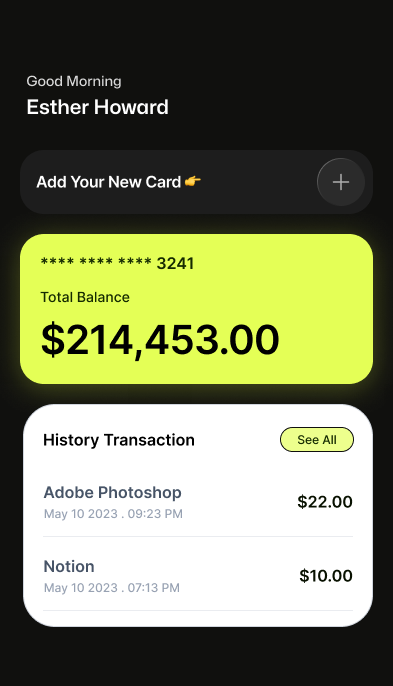 Good Morning
Esther Howard
Add Your New Card 👉
**** **** **** 3241
Total Balance
$214,453.00
History Transaction
See All
Adobe Photoshop
$22.00
May 10 2023 . 09:23 PM
Notion
$10.00
May 10 2023 . 07:13 PM